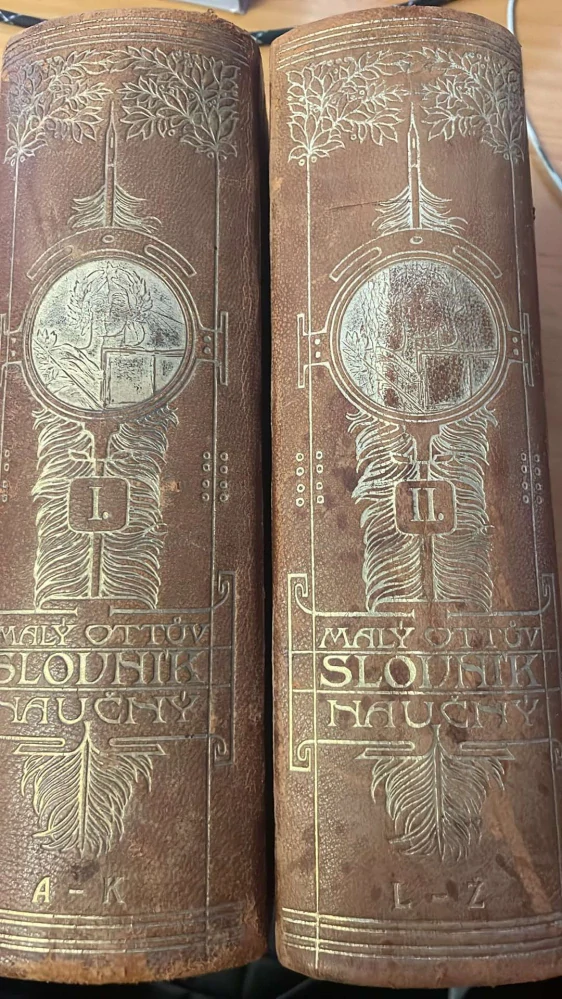 I.
MALÝ OTTŮV
SLOVNÍK
NAUČNÝ
A – K
II.
MALÝ OTTŮV
SLOVNÍK
NAUČNÝ
L – Ž